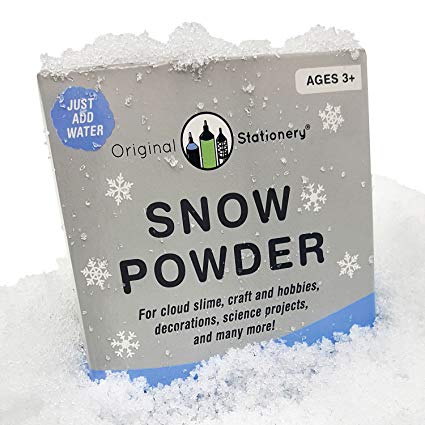 JUST
ADD
WATER
AGES 3+
Original Stationery®
SNOW
POWDER
For cloud slime, craft and hobbies,
decorations, science projects,
and many more!